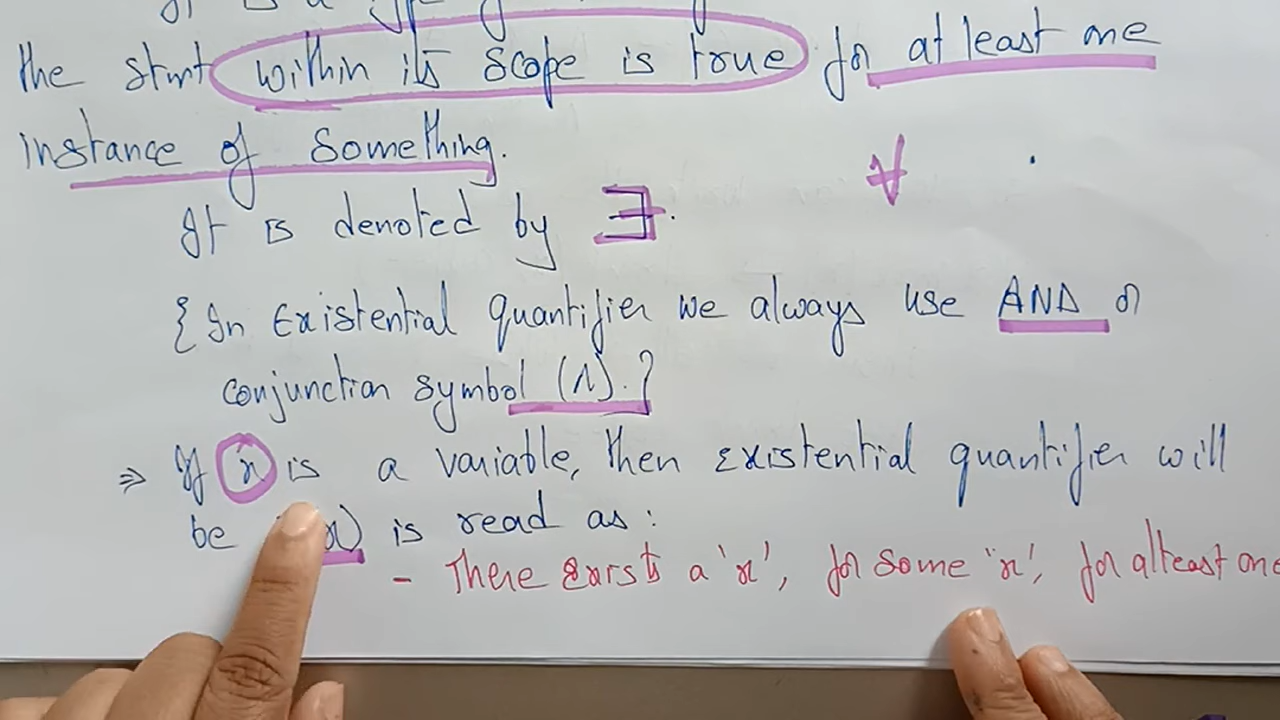 the stmt within its scope is true for at least one
instance of something.
∀
It is denoted by ∃.
{In Existential quantifier we always use AND or
conjunction symbol (∧).}
⇒ If x is a variable, then existential quantifier will
be x) is read as:
- There exists a 'x', for some 'x', for atleast one